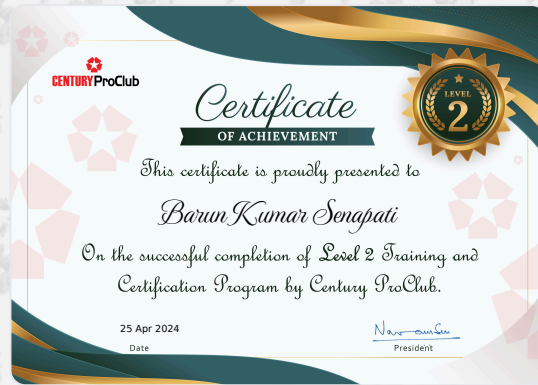 CENTURY ProClub
LEVEL
2
Certificate
OF ACHIEVEMENT
This certificate is proudly presented to
Barun Kumar Senapati
On the successful completion of Level 2 Training and
Certification Program by Century ProClub.
25 Apr 2024
Date
President